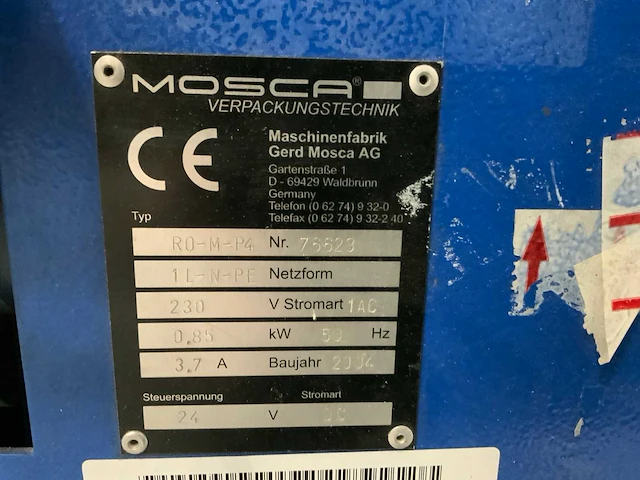 MOSCA®
VERPACKUNGSTECHNIK
CE
Maschinenfabrik
Gerd Mosca AG
Gartenstraße 1
D - 69429 Waldbrunn
Germany
Telefon (0 62 74) 9 32-0
Telefax (0 62 74) 9 32-2 40
Typ
RO-M-P4 Nr. 76623
1L-N-PE Netzform
230 V Stromart 1AC
0.85 kW 50 Hz
3.7 A Baujahr 2004
Steuerspannung Stromart
24 V DC